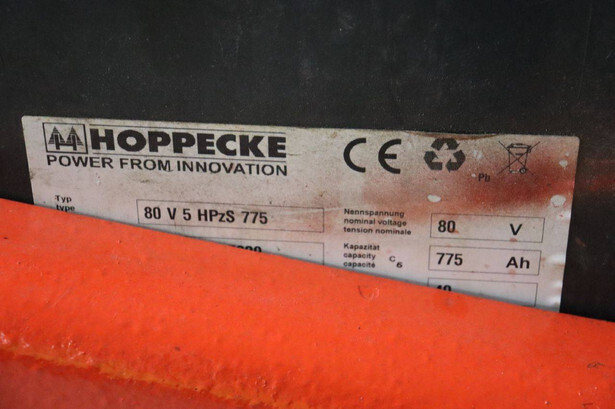 HOPPECKE
POWER FROM INNOVATION
CE
Pb
Typ
type
80 V 5 HPzS 775
Nennspannung
nominal voltage
tension nominale
80 V
Kapazität
capacity
capacité
C 5
775 Ah